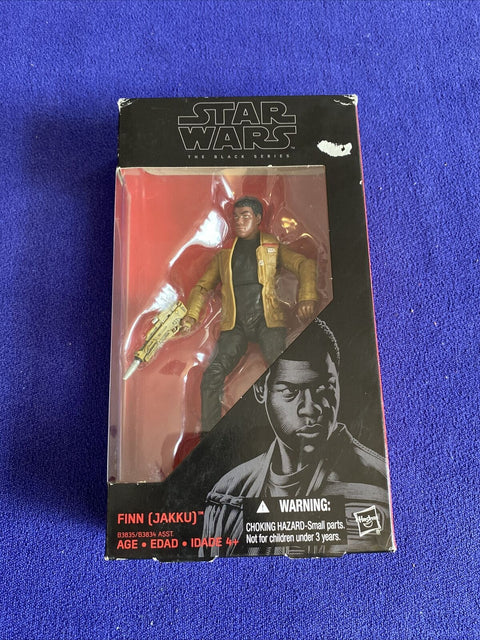 STAR
WARS
THE BLACK SERIES
FINN (JAKKU)™
B3835/B3834 ASST.
AGE • EDAD • IDADE 4+
⚠ WARNING:
CHOKING HAZARD-Small parts.
Not for children under 3 years.
Hasbro